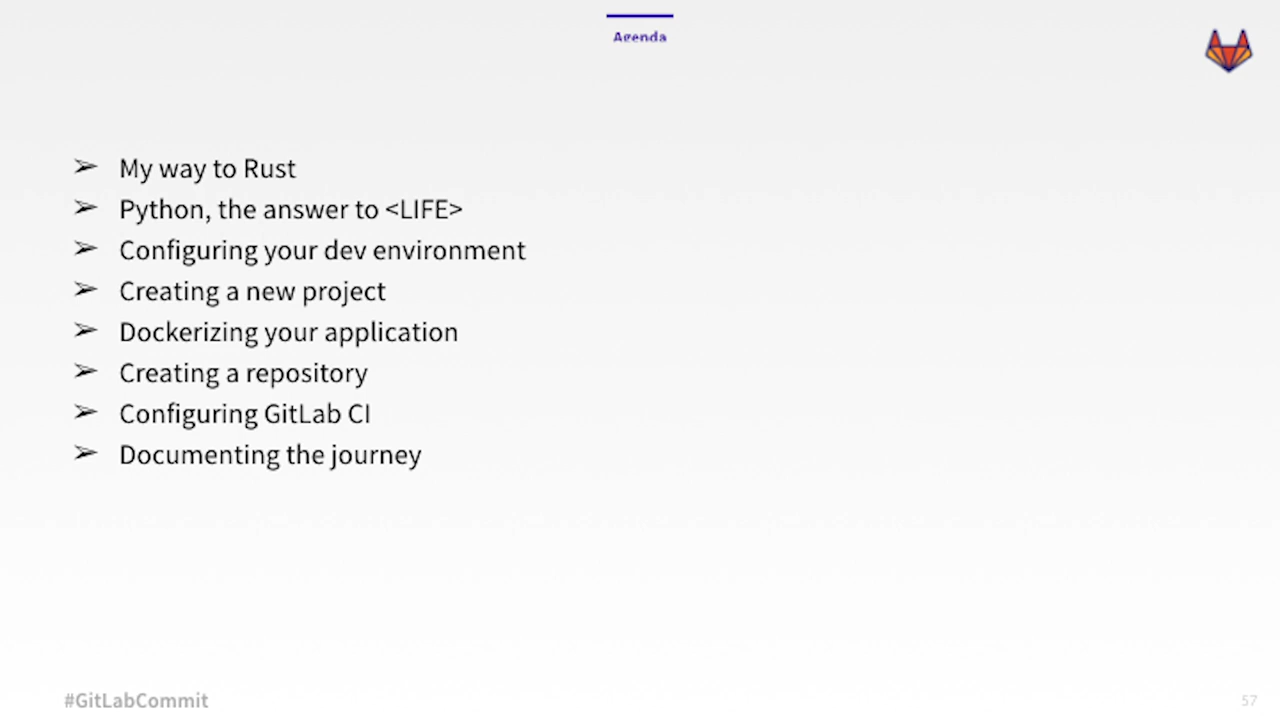 Agenda
➢ My way to Rust
➢ Python, the answer to <LIFE>
➢ Configuring your dev environment
➢ Creating a new project
➢ Dockerizing your application
➢ Creating a repository
➢ Configuring GitLab CI
➢ Documenting the journey
#GitLabCommit
57